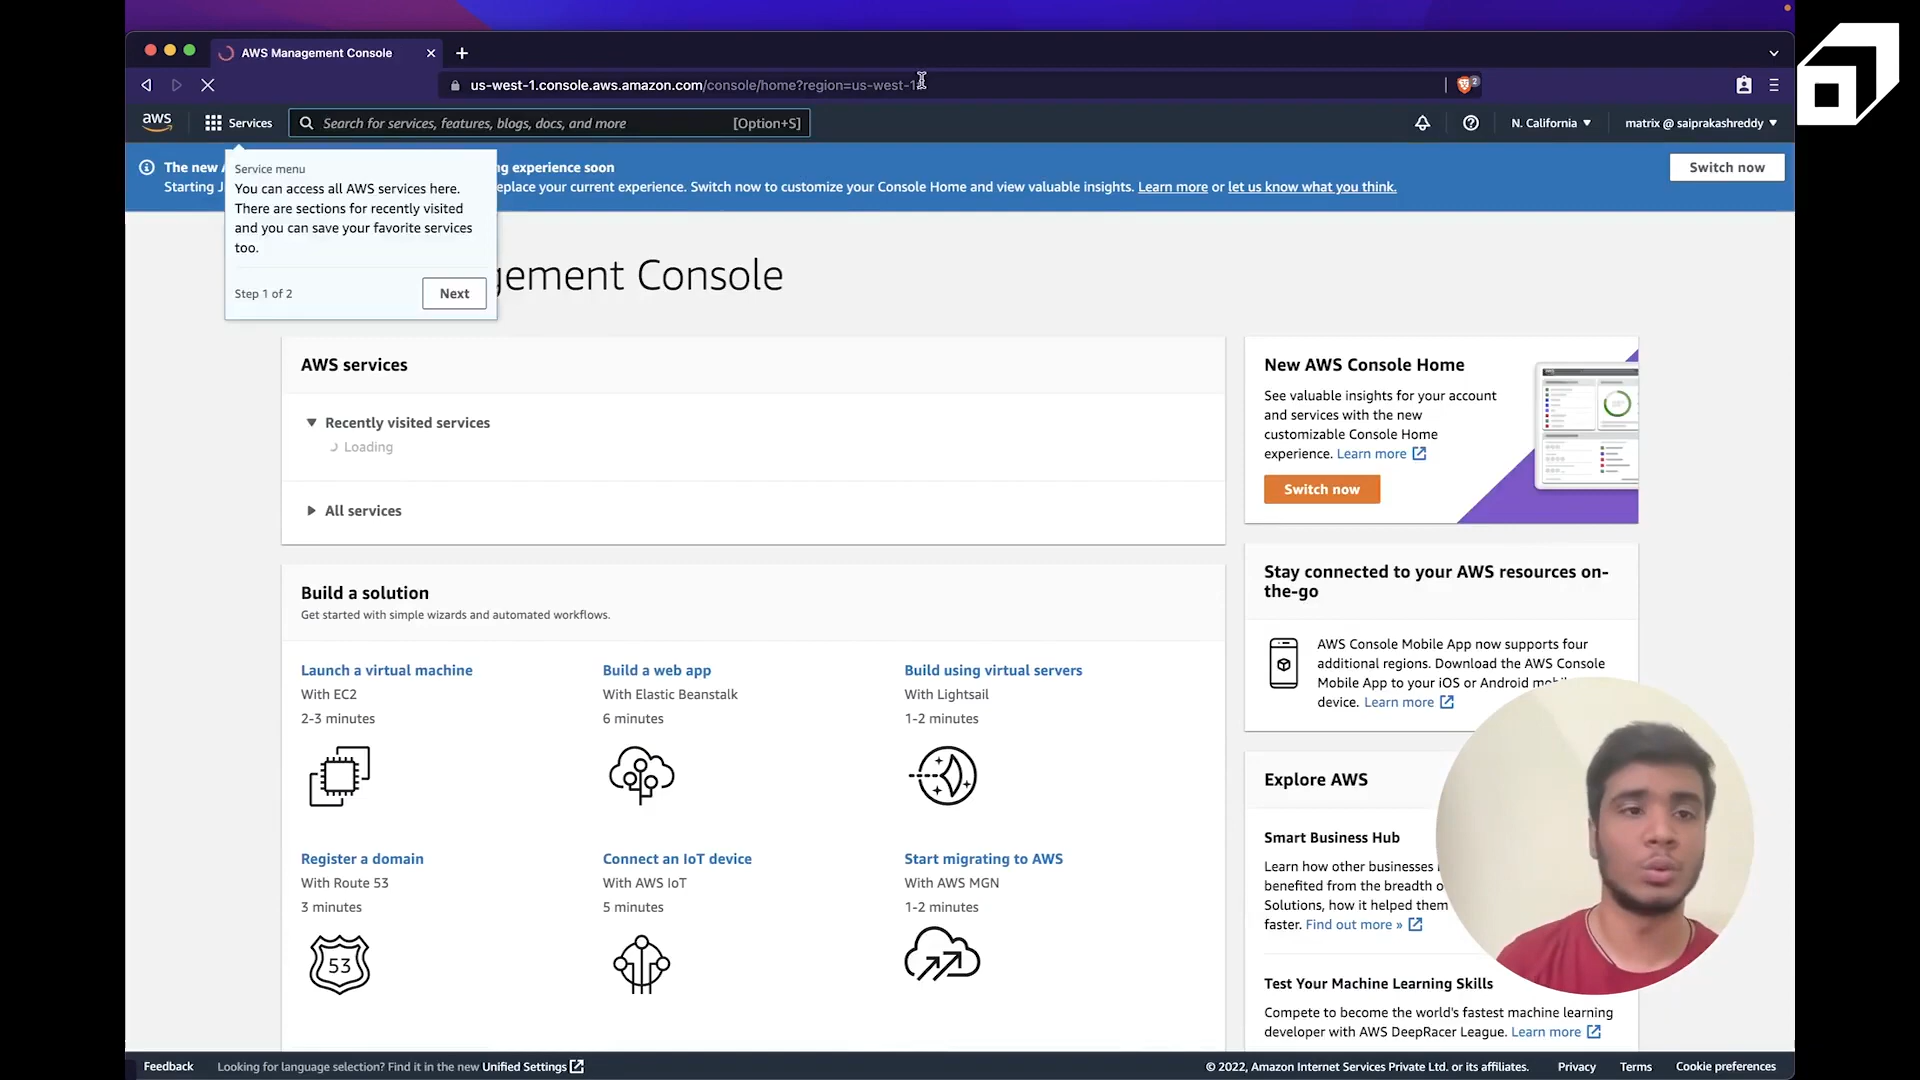 AWS Management Console
us-west-1.console.aws.amazon.com/console/home?region=us-west-1
2
aws
Services
Search for services, features, blogs, docs, and more
[Option+S]
N. California
matrix @ saiprakashreddy
The new
ng experience soon
Starting J
eplace your current experience. Switch now to customize your Console Home and view valuable insights. Learn more or let us know what you think.
Switch now
Service menu
You can access all AWS services here.
There are sections for recently visited
and you can save your favorite services
too.
Step 1 of 2
Next
gement Console
AWS services
Recently visited services
Loading
All services
Build a solution
Get started with simple wizards and automated workflows.
Launch a virtual machine
With EC2
2-3 minutes
Build a web app
With Elastic Beanstalk
6 minutes
Build using virtual servers
With Lightsail
1-2 minutes
Register a domain
With Route 53
3 minutes
53
Connect an IoT device
With AWS IoT
5 minutes
Start migrating to AWS
With AWS MGN
1-2 minutes
New AWS Console Home
See valuable insights for your account
and services with the new
customizable Console Home
experience. Learn more
Switch now
Stay connected to your AWS resources on-
the-go
AWS Console Mobile App now supports four
additional regions. Download the AWS Console
Mobile App to your iOS or Android mobile
device. Learn more
Explore AWS
Smart Business Hub
Learn how other businesses
benefited from the breadth o
Solutions, how it helped them
faster. Find out more »
Test Your Machine Learning Skills
Compete to become the world's fastest machine learning
developer with AWS DeepRacer League. Learn more
Feedback
Looking for language selection? Find it in the new Unified Settings
© 2022, Amazon Internet Services Private Ltd. or its affiliates.
Privacy
Terms
Cookie preferences